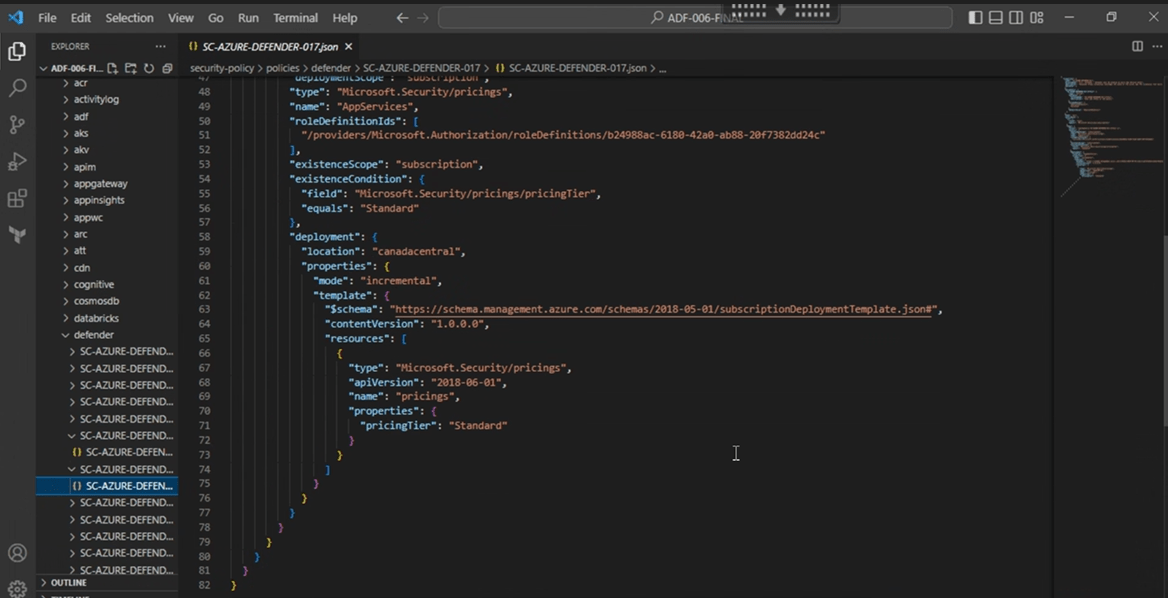 File Edit Selection View Go Run Terminal Help
ADF-006-FINAL
EXPLORER
SC-AZURE-DEFENDER-017.json
ADF-006-FI...
security-policy > policies > defender > SC-AZURE-DEFENDER-017 > SC-AZURE-DEFENDER-017.json > ...
acr
activitylog
adf
aks
akv
apim
appgateway
appinsights
appwc
arc
att
cdn
cognitive
cosmosdb
databricks
defender
SC-AZURE-DEFEND...
SC-AZURE-DEFEND...
SC-AZURE-DEFEND...
SC-AZURE-DEFEND...
SC-AZURE-DEFEND...
SC-AZURE-DEFEND...
{} SC-AZURE-DEFEN...
SC-AZURE-DEFEND...
{} SC-AZURE-DEFEN...
SC-AZURE-DEFEND...
SC-AZURE-DEFEND...
SC-AZURE-DEFEND...
SC-AZURE-DEFEND...
SC-AZURE-DEFEND...
OUTLINE
TIMELINE
47 "deploymentScope": "subscription",
48 "type": "Microsoft.Security/pricings",
49 "name": "AppServices",
50 "roleDefinitionIds": [
51 "/providers/Microsoft.Authorization/roleDefinitions/b24988ac-6180-42a0-ab88-20f7382dd24c"
52 ],
53 "existenceScope": "subscription",
54 "existenceCondition": {
55 "field": "Microsoft.Security/pricings/pricingTier",
56 "equals": "Standard"
57 },
58 "deployment": {
59 "location": "canadacentral",
60 "properties": {
61 "mode": "incremental",
62 "template": {
63 "$schema": "https://schema.management.azure.com/schemas/2018-05-01/subscriptionDeploymentTemplate.json#",
64 "contentVersion": "1.0.0.0",
65 "resources": [
66 {
67 "type": "Microsoft.Security/pricings",
68 "apiVersion": "2018-06-01",
69 "name": "pricings",
70 "properties": {
71 "pricingTier": "Standard"
72 }
73 }
74 ]
75 }
76 }
77 }
78 }
79 }
80 }
81 }
82 }